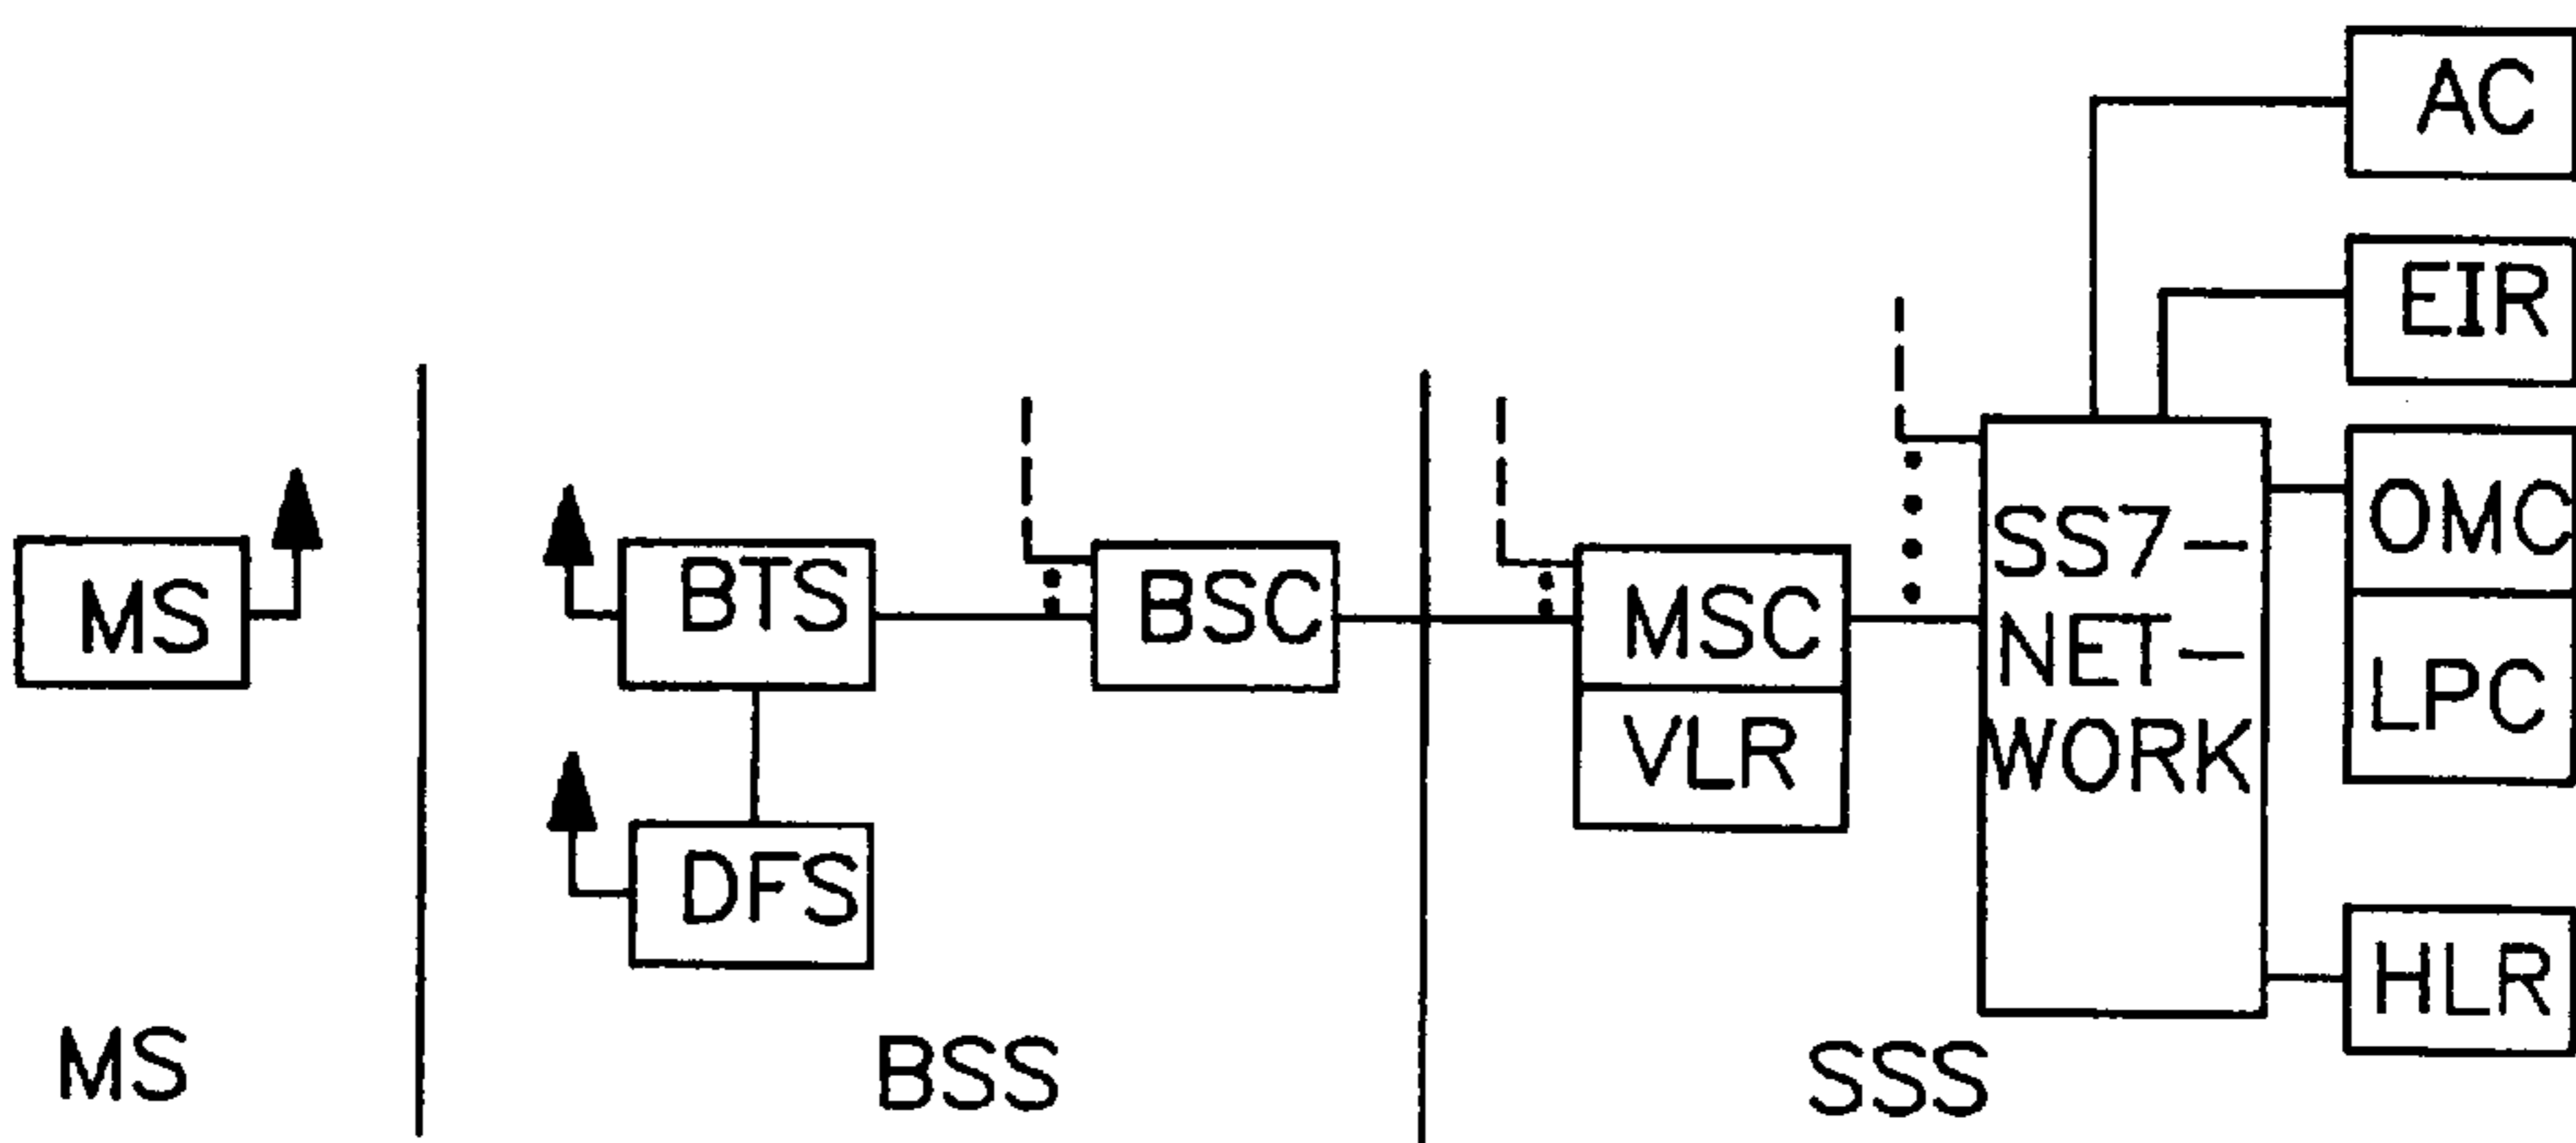 AC
EIR
OMC
LPC
HLR
SS7-
NET-
WORK
MSC
VLR
BSC
BTS
DFS
MS
MS
BSS
SSS